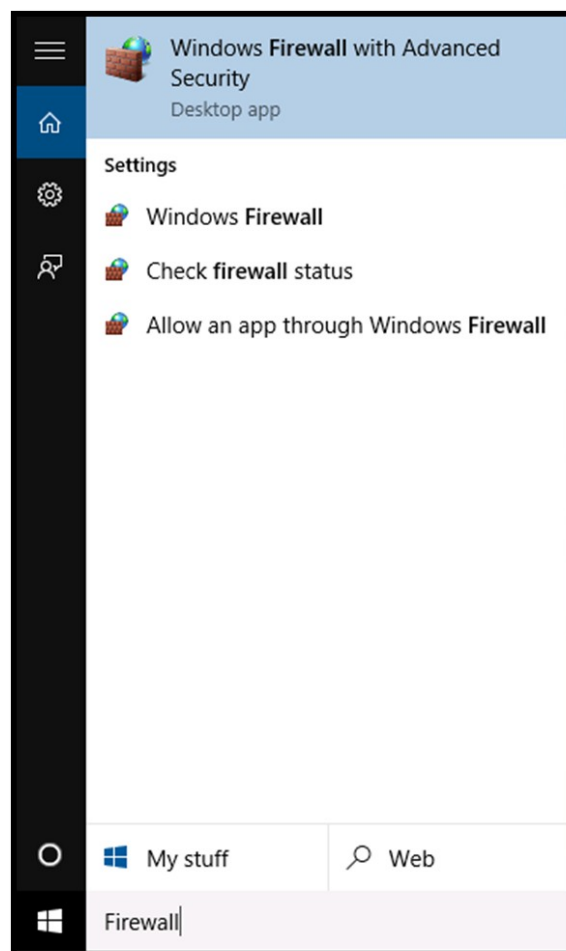 Windows Firewall with Advanced
Security
Desktop app
Settings
Windows Firewall
Check firewall status
Allow an app through Windows Firewall
My stuff
Web
Firewall